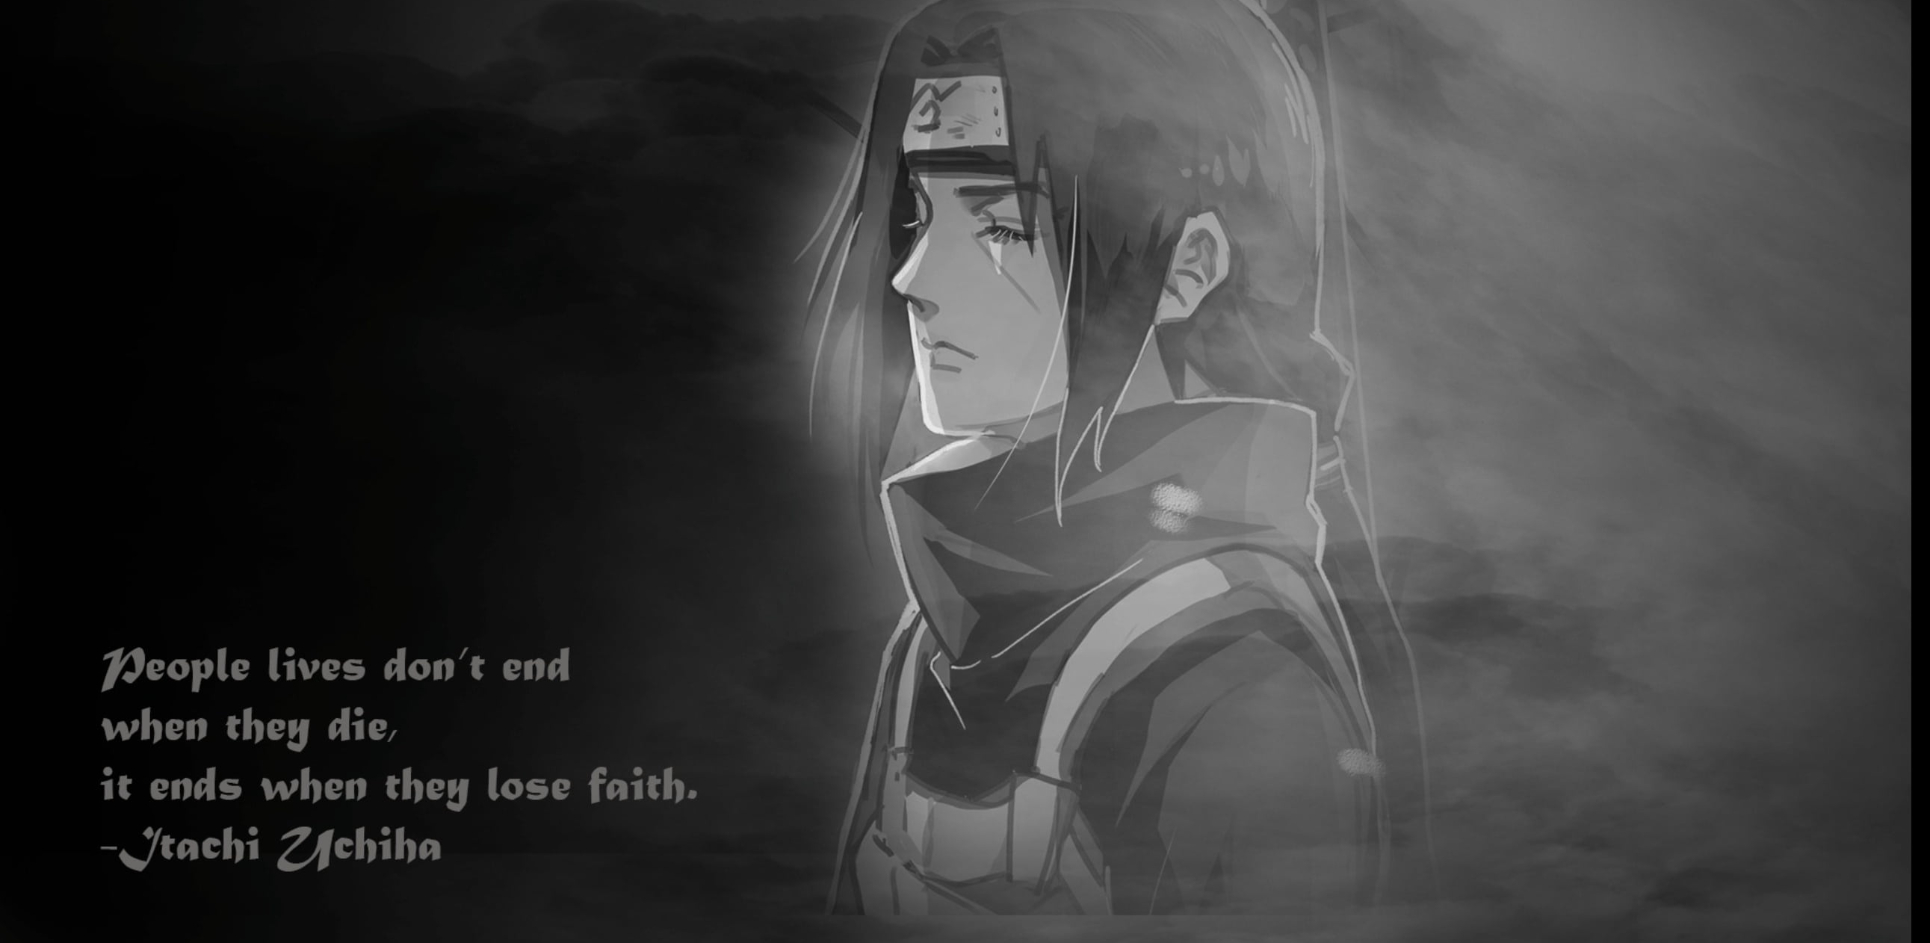 People lives don't end
when they die,
it ends when they lose faith.
-Itachi Uchiha